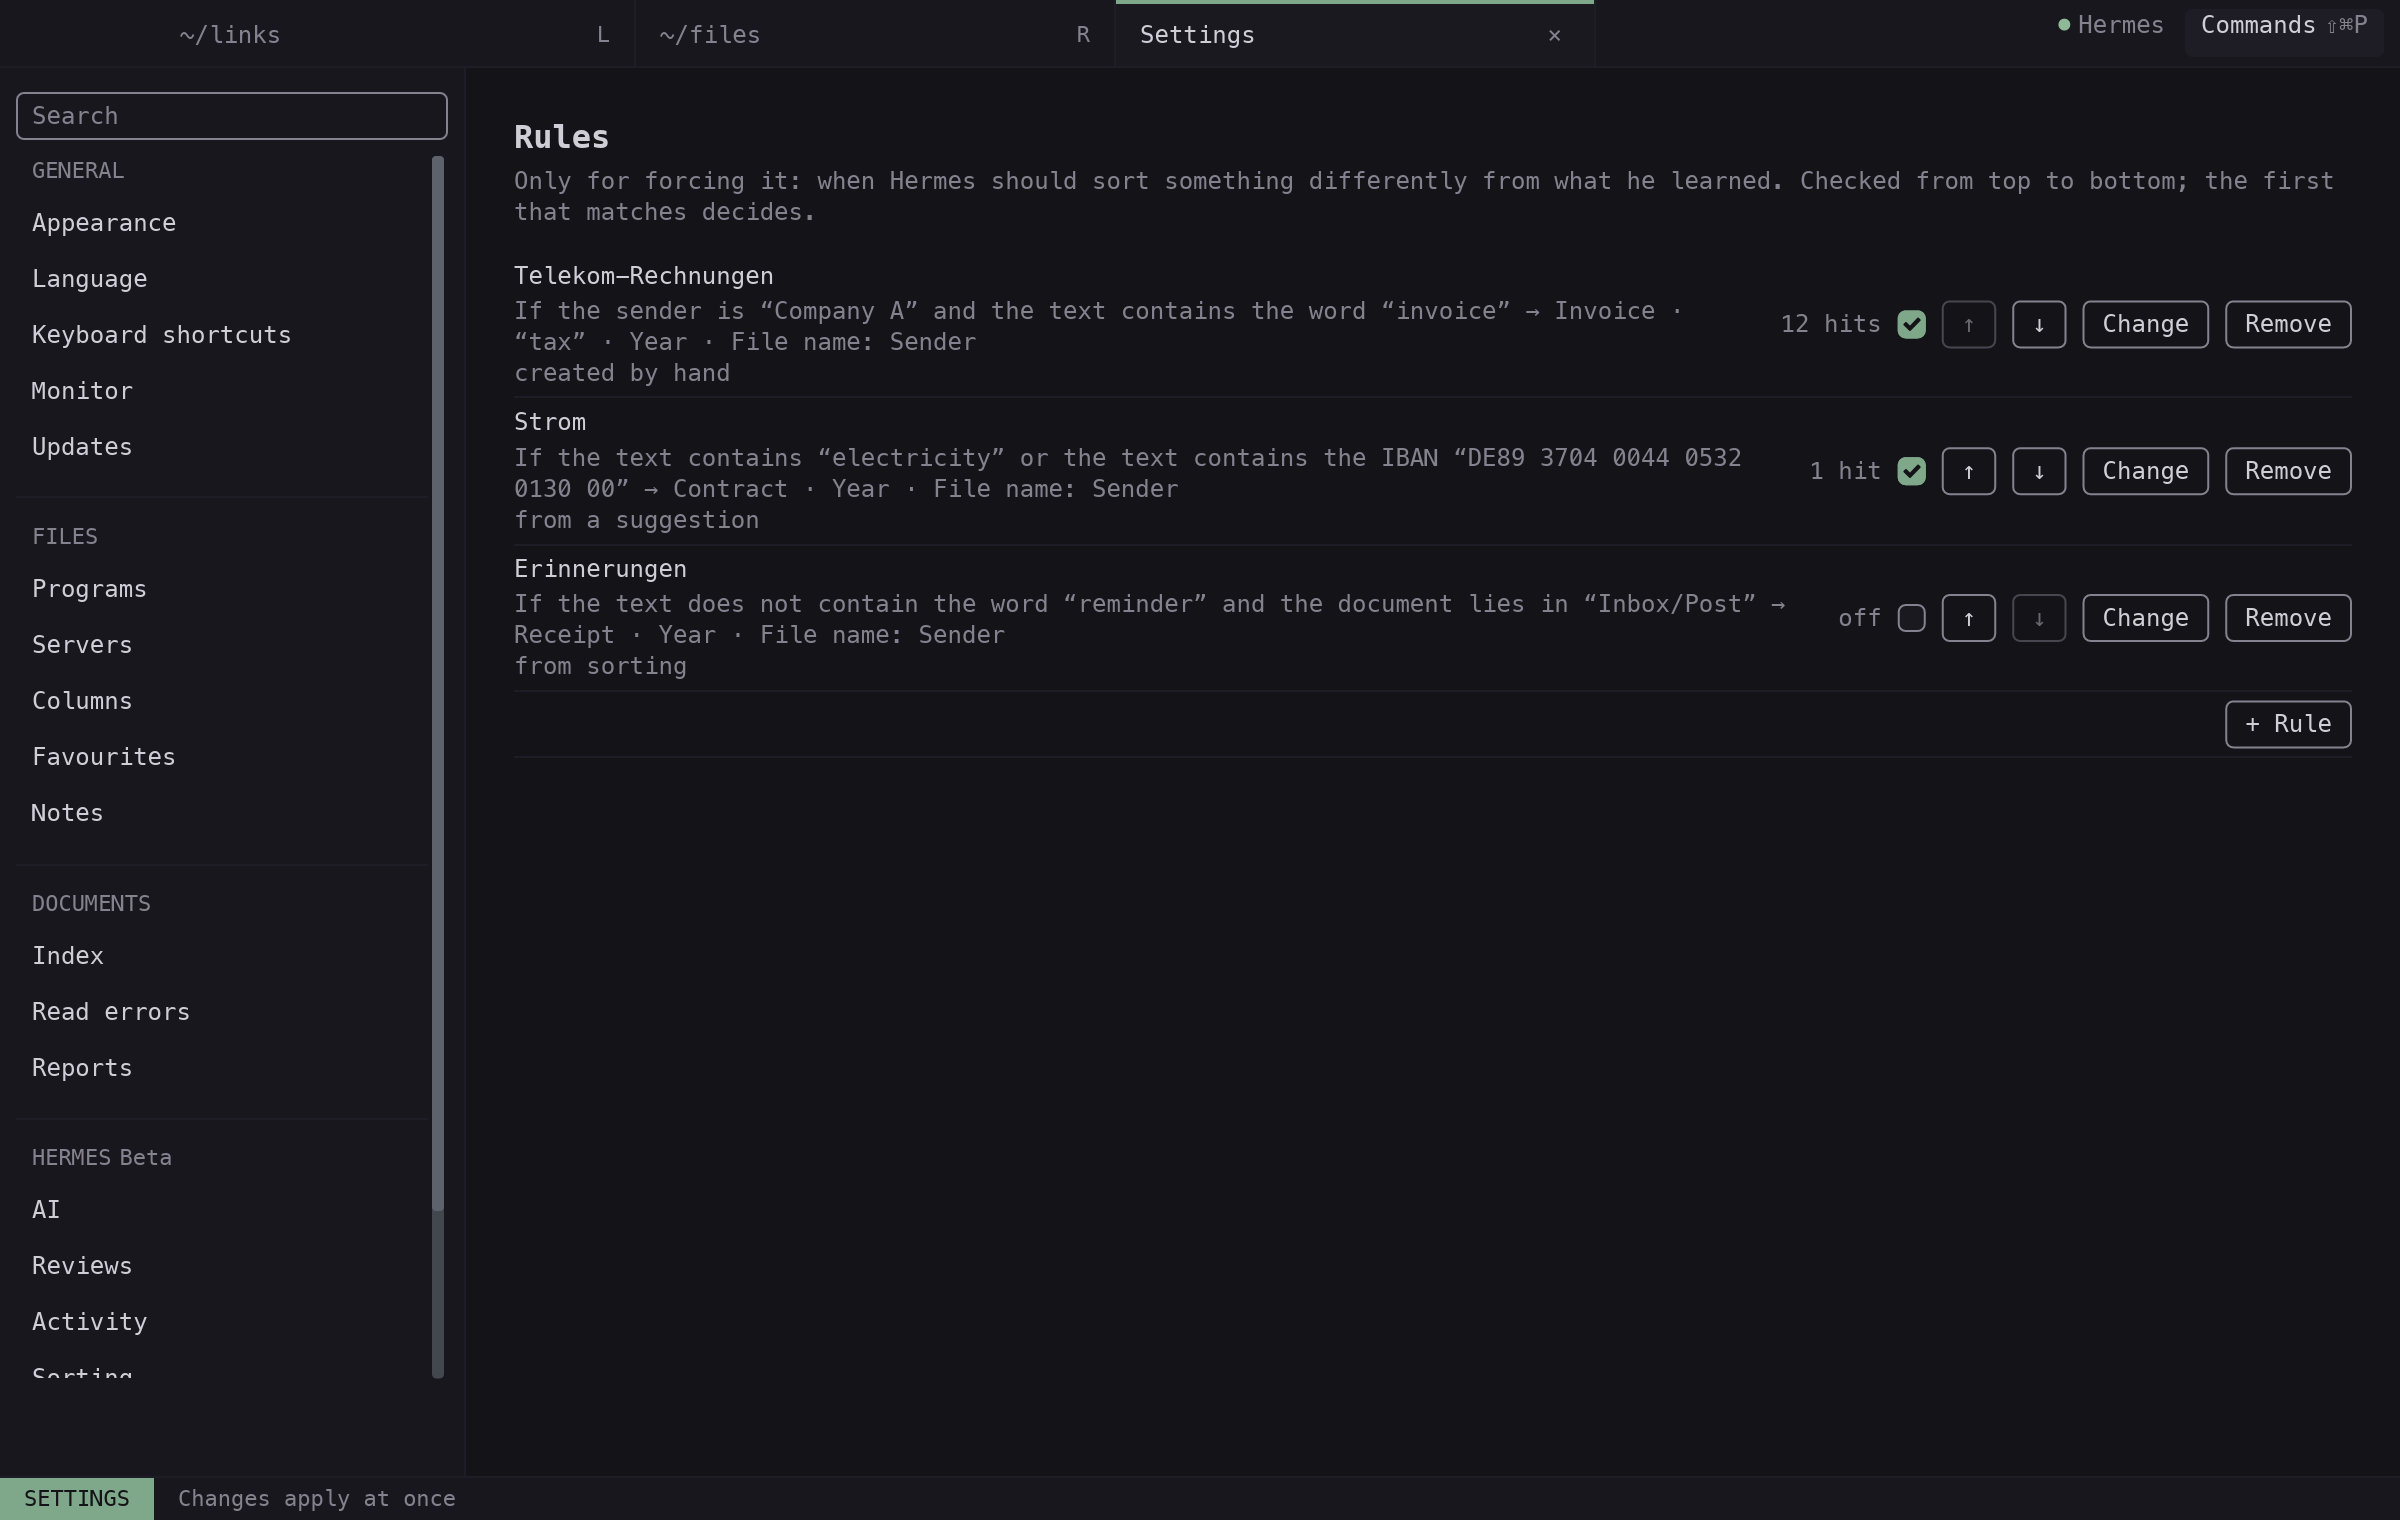 ~/links L ~/files R Settings × Hermes Commands ⇧⌘P
Search
GENERAL
Appearance
Language
Keyboard shortcuts
Monitor
Updates
FILES
Programs
Servers
Columns
Favourites
Notes
DOCUMENTS
Index
Read errors
Reports
HERMES Beta
AI
Reviews
Activity
Sorting
Rules
Only for forcing it: when Hermes should sort something differently from what he learned. Checked from top to bottom; the first
that matches decides.
Telekom–Rechnungen
If the sender is “Company A” and the text contains the word “invoice” → Invoice ·
“tax” · Year · File name: Sender
created by hand
12 hits ↑ ↓ Change Remove
Strom
If the text contains “electricity” or the text contains the IBAN “DE89 3704 0044 0532
0130 00” → Contract · Year · File name: Sender
from a suggestion
1 hit ↑ ↓ Change Remove
Erinnerungen
If the text does not contain the word “reminder” and the document lies in “Inbox/Post” →
Receipt · Year · File name: Sender
from sorting
off ↑ ↓ Change Remove
+ Rule
SETTINGS Changes apply at once